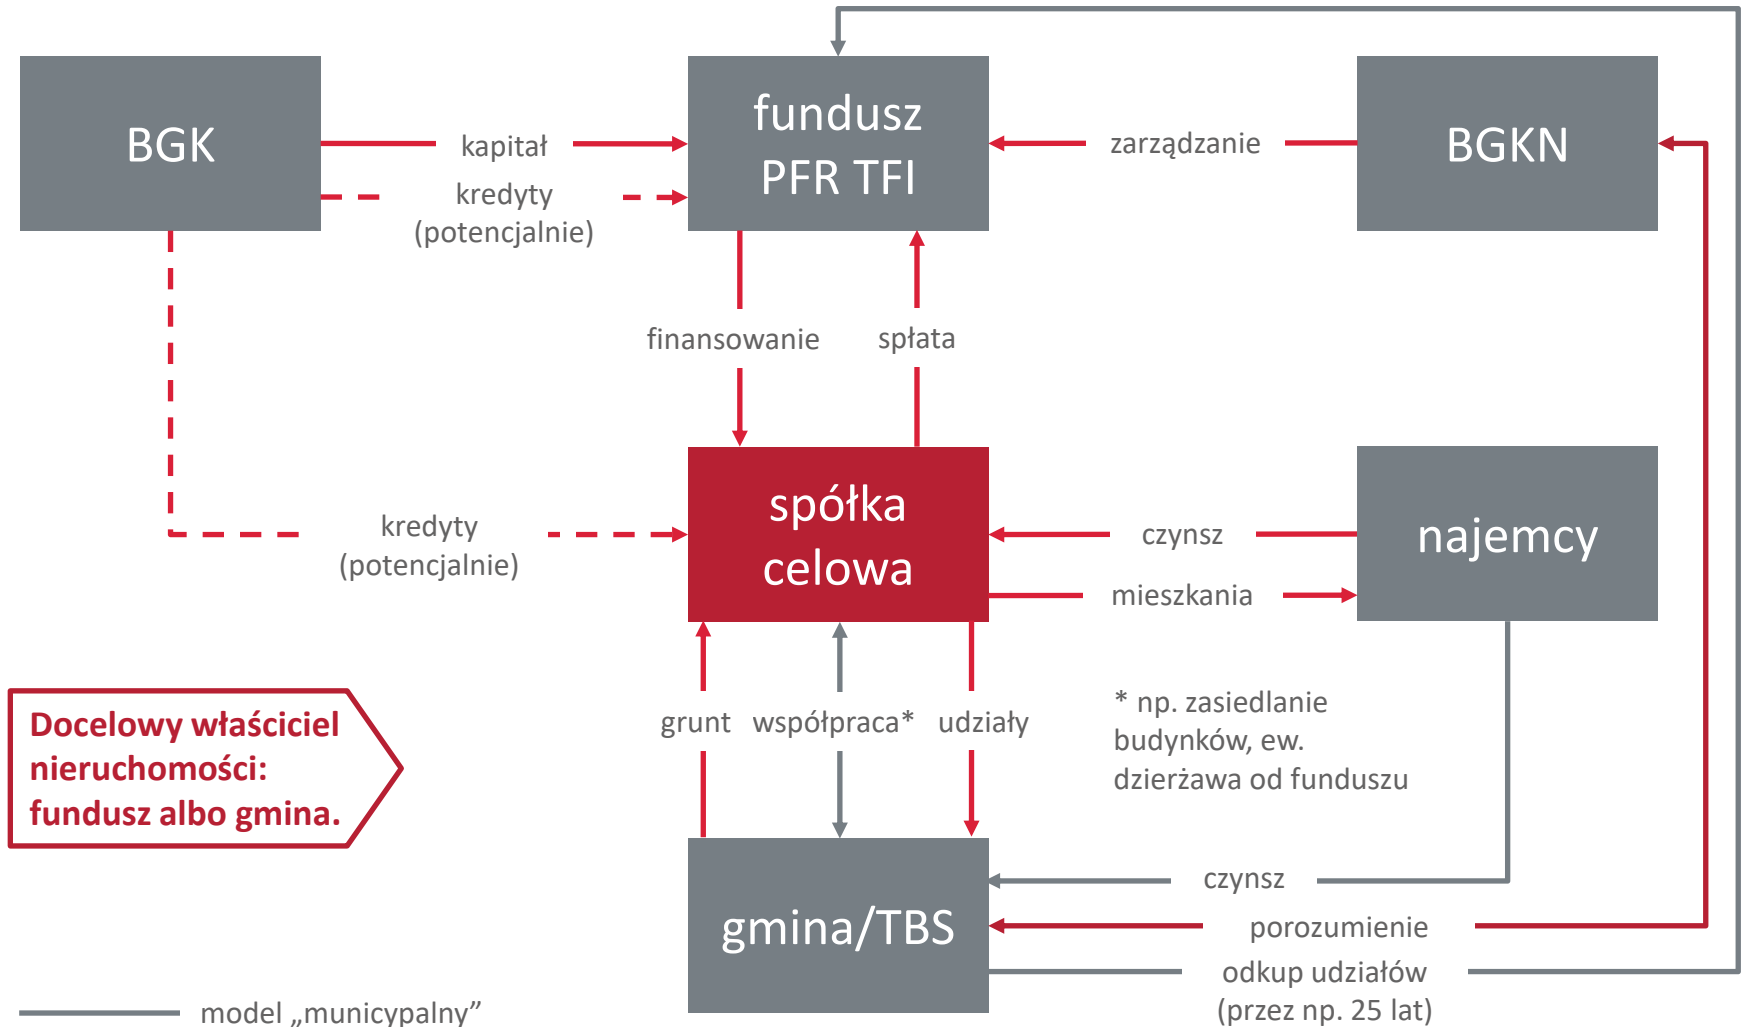 BGK
kapitał
kredyty
(potencjalnie)
fundusz
PFR TFI
zarządzanie
BGKN
finansowanie
spłata
kredyty
(potencjalnie)
spółka
celowa
czynsz
mieszkania
najemcy
Docelowy właściciel
nieruchomości:
fundusz albo gmina.
grunt
współpraca*
udziały
* np. zasiedlanie
budynków, ew.
dzierżawa od funduszu
gmina/TBS
czynsz
porozumienie
odkup udziałów
(przez np. 25 lat)
model „municypalny”